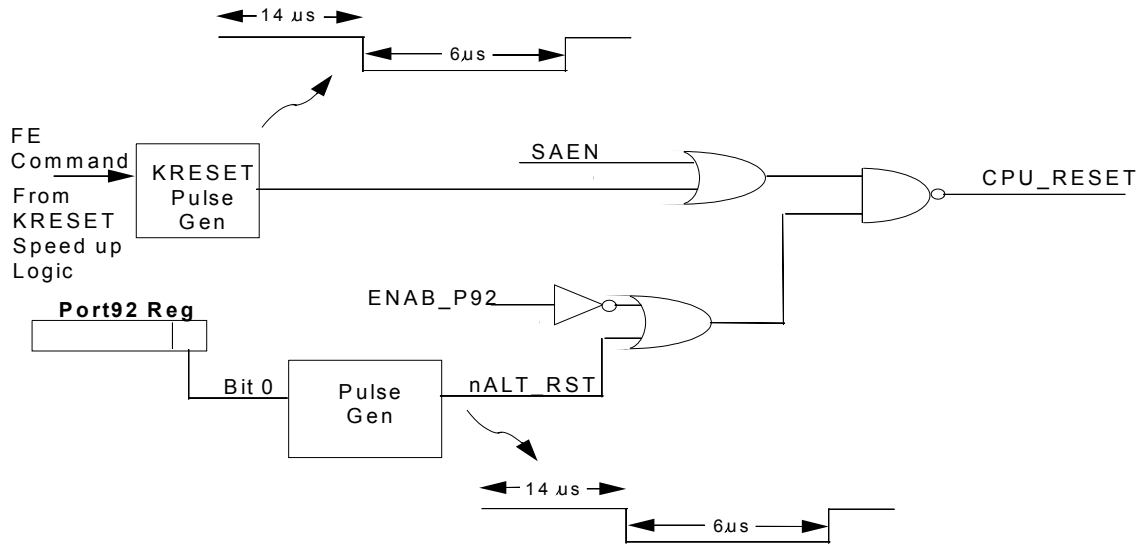 14 µs
6µs
FE
Command
From
KRESET
Speed up
Logic
KRESET
Pulse
Gen
SAEN
CPU_RESET
ENAB_P92
Port92 Reg
Bit 0
Pulse
Gen
nALT_RST
14 µs
6µs